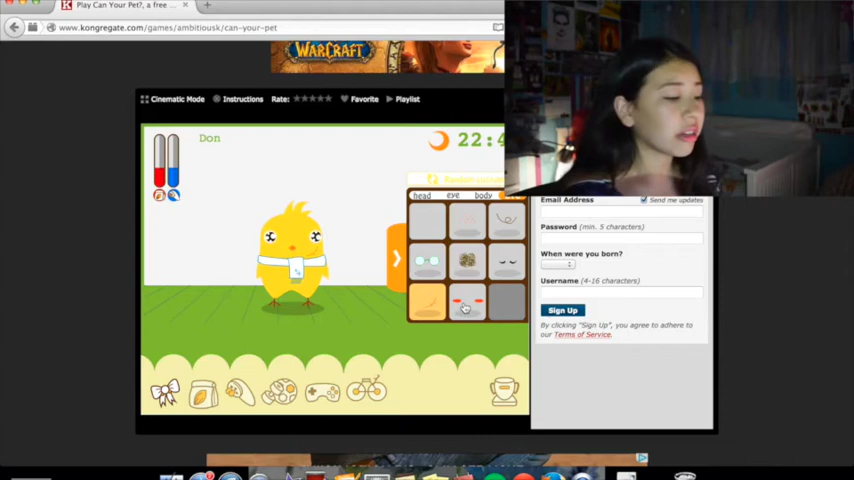 Play Can Your Pet?, a free ...
www.kongregate.com/games/ambitiousk/can-your-pet
WARCRAFT
Cinematic Mode
Instructions
Rate:
Favorite
Playlist
Don
22:4
Random
head
eye
body
Email Address
Send me updates
Password (min. 5 characters)
When were you born?
Username (4-16 characters)
Sign Up
By clicking "Sign Up", you agree to adhere to
our Terms of Service.